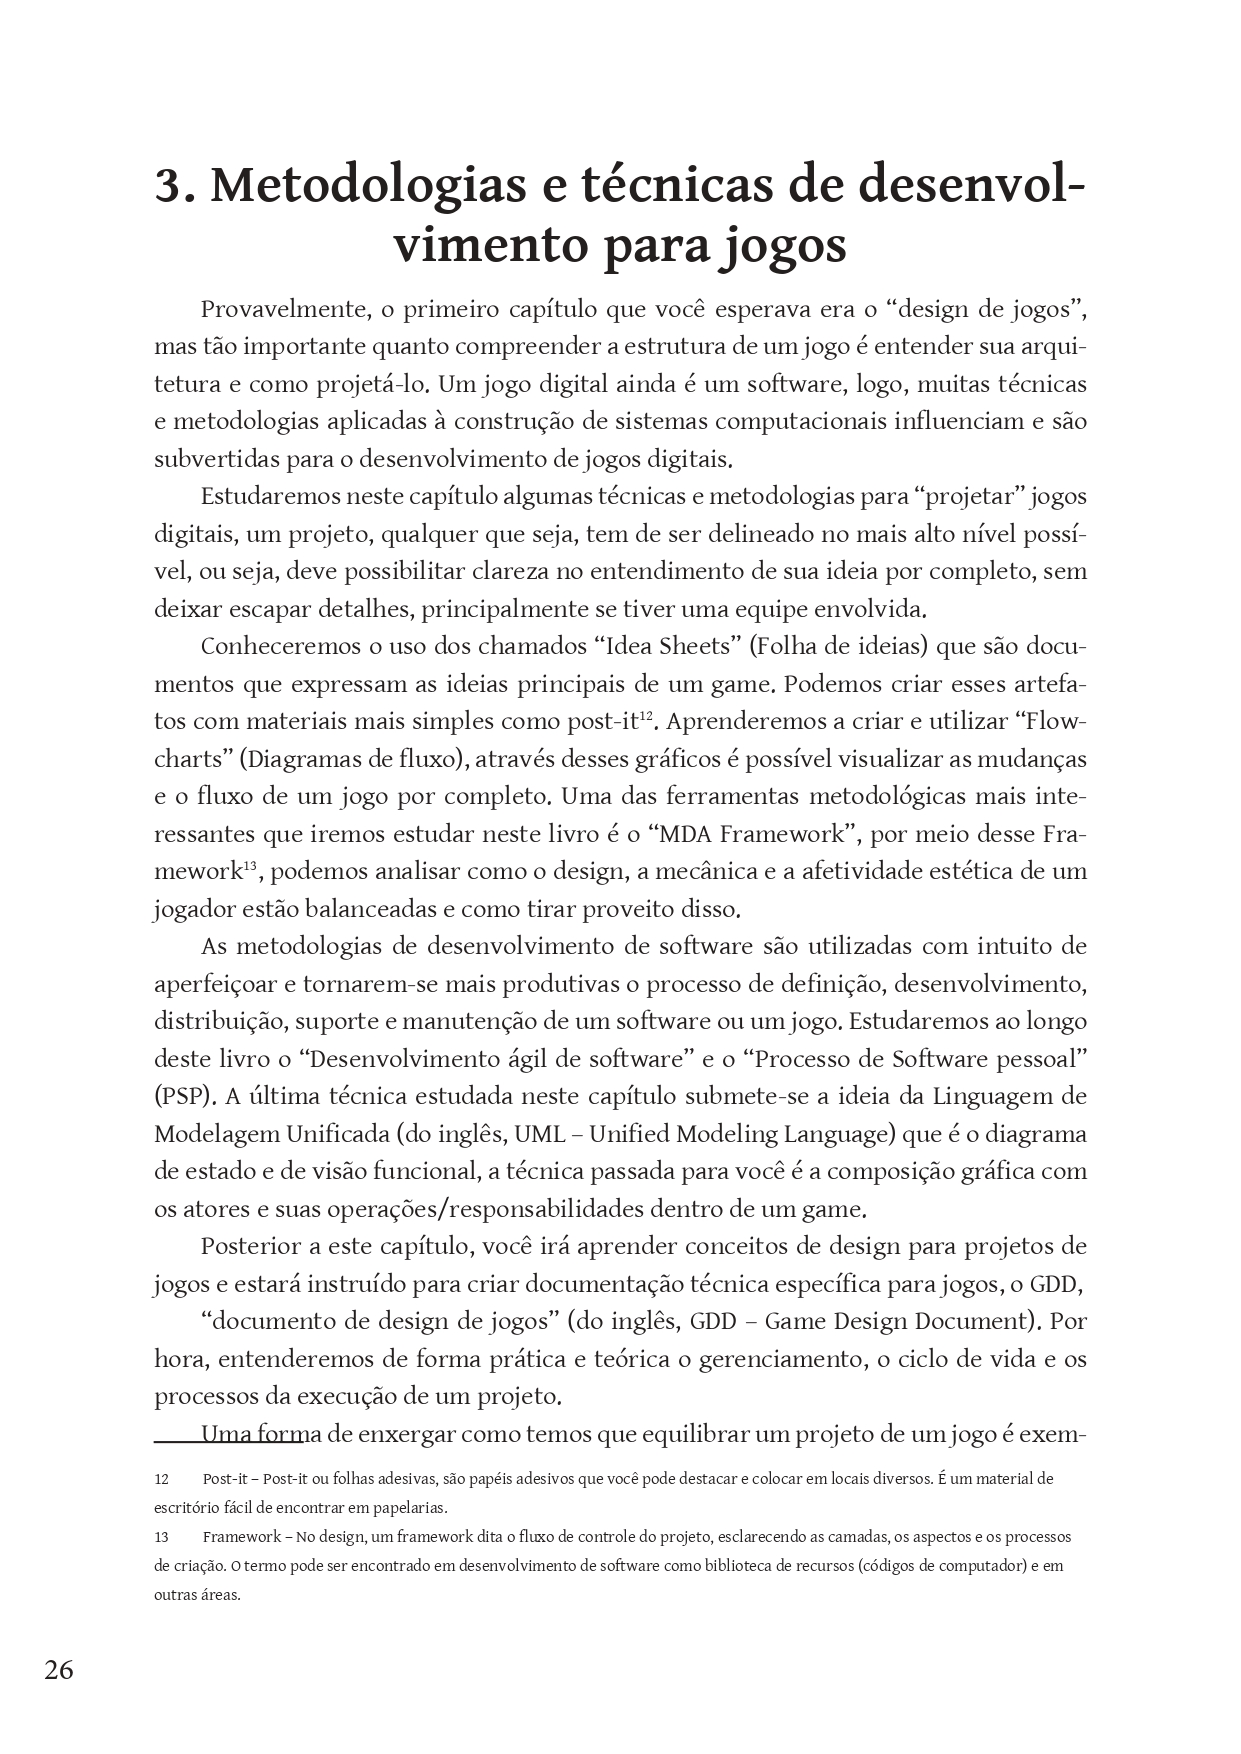 3. Metodologias e técnicas de desenvol-
vimento para jogos
Provavelmente, o primeiro capítulo que você esperava era o “design de jogos”,
mas tão importante quanto compreender a estrutura de um jogo é entender sua arqui-
tetura e como projetá-lo. Um jogo digital ainda é um software, logo, muitas técnicas
e metodologias aplicadas à construção de sistemas computacionais influenciam e são
subvertidas para o desenvolvimento de jogos digitais.
Estudaremos neste capítulo algumas técnicas e metodologias para “projetar” jogos
digitais, um projeto, qualquer que seja, tem de ser delineado no mais alto nível possí-
vel, ou seja, deve possibilitar clareza no entendimento de sua ideia por completo, sem
deixar escapar detalhes, principalmente se tiver uma equipe envolvida.
Conheceremos o uso dos chamados “Idea Sheets” (Folha de ideias) que são docu-
mentos que expressam as ideias principais de um game. Podemos criar esses artefa-
tos com materiais mais simples como post-it¹². Aprenderemos a criar e utilizar “Flow-
charts” (Diagramas de fluxo), através desses gráficos é possível visualizar as mudanças
e o fluxo de um jogo por completo. Uma das ferramentas metodológicas mais inte-
ressantes que iremos estudar neste livro é o “MDA Framework”, por meio desse Fra-
mework¹³, podemos analisar como o design, a mecânica e a afetividade estética de um
jogador estão balanceadas e como tirar proveito disso.
As metodologias de desenvolvimento de software são utilizadas com intuito de
aperfeiçoar e tornarem-se mais produtivas o processo de definição, desenvolvimento,
distribuição, suporte e manutenção de um software ou um jogo. Estudaremos ao longo
deste livro o “Desenvolvimento ágil de software” e o “Processo de Software pessoal”
(PSP). A última técnica estudada neste capítulo submete-se a ideia da Linguagem de
Modelagem Unificada (do inglês, UML – Unified Modeling Language) que é o diagrama
de estado e de visão funcional, a técnica passada para você é a composição gráfica com
os atores e suas operações/responsabilidades dentro de um game.
Posterior a este capítulo, você irá aprender conceitos de design para projetos de
jogos e estará instruído para criar documentação técnica específica para jogos, o GDD,
“documento de design de jogos” (do inglês, GDD – Game Design Document). Por
hora, entenderemos de forma prática e teórica o gerenciamento, o ciclo de vida e os
processos da execução de um projeto.
Uma forma de enxergar como temos que equilibrar um projeto de um jogo é exem-
12 Post-it – Post-it ou folhas adesivas, são papéis adesivos que você pode destacar e colocar em locais diversos. É um material de
escritório fácil de encontrar em papelarias.
13 Framework – No design, um framework dita o fluxo de controle do projeto, esclarecendo as camadas, os aspectos e os processos
de criação. O termo pode ser encontrado em desenvolvimento de software como biblioteca de recursos (códigos de computador) e em
outras áreas.
26